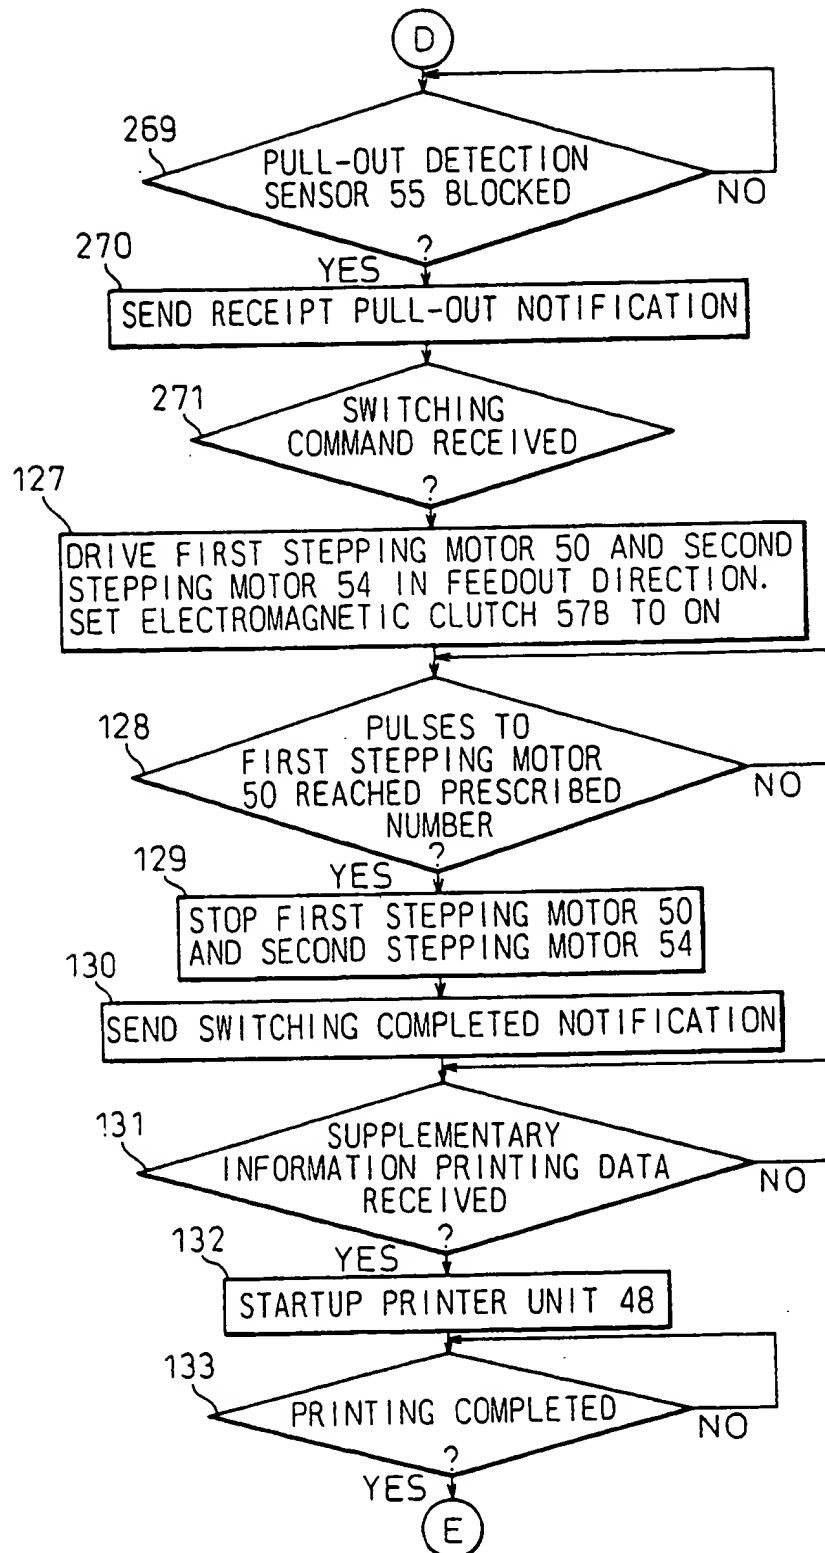 D
269
PULL-OUT DETECTION
SENSOR 55 BLOCKED
?
NO
YES
270
SEND RECEIPT PULL-OUT NOTIFICATION
271
SWITCHING
COMMAND RECEIVED
?
127
DRIVE FIRST STEPPING MOTOR 50 AND SECOND
STEPPING MOTOR 54 IN FEEDOUT DIRECTION.
SET ELECTROMAGNETIC CLUTCH 57B TO ON
128
PULSES TO
FIRST STEPPING MOTOR
50 REACHED PRESCRIBED
NUMBER
?
NO
YES
129
STOP FIRST STEPPING MOTOR 50
AND SECOND STEPPING MOTOR 54
130
SEND SWITCHING COMPLETED NOTIFICATION
131
SUPPLEMENTARY
INFORMATION PRINTING DATA
RECEIVED
?
NO
YES
132
STARTUP PRINTER UNIT 48
133
PRINTING COMPLETED
?
NO
YES
E